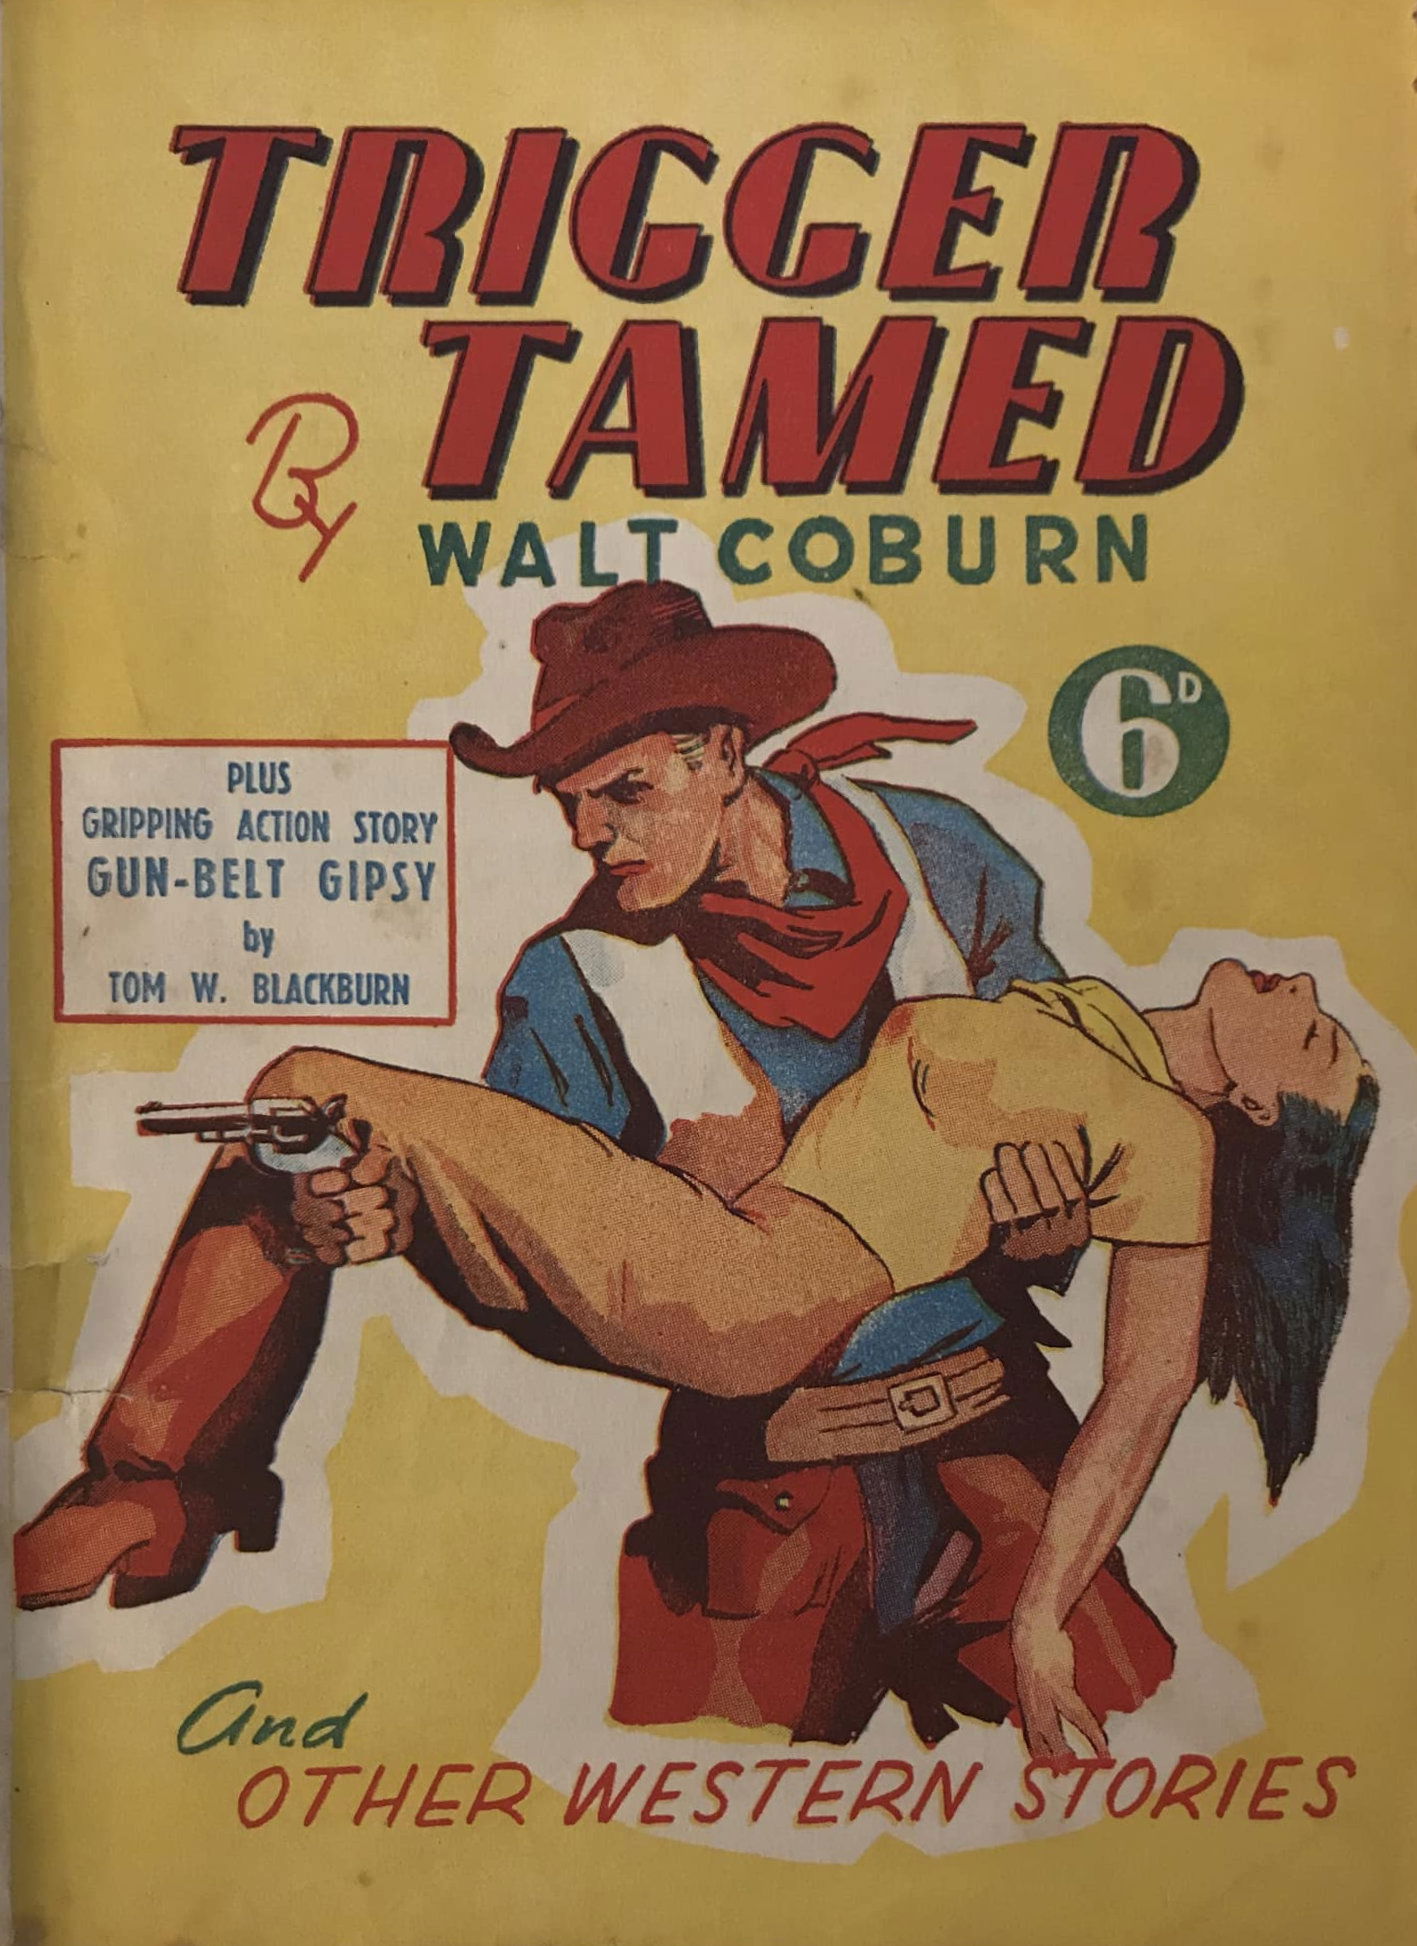 TRIGGER
TAMED
By
WALT COBURN
6D
PLUS
GRIPPING ACTION STORY
GUN-BELT GIPSY
by
TOM W. BLACKBURN
And
OTHER WESTERN STORIES